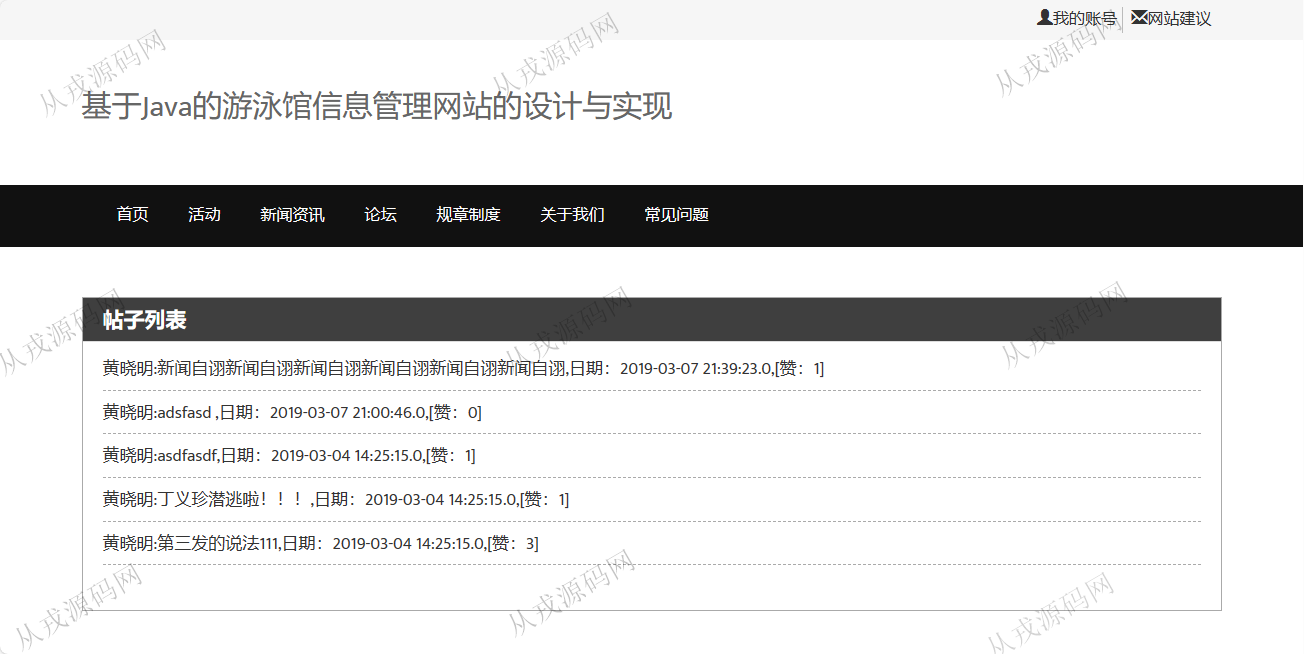 我的账号 网站建议
从戎源码网 从戎源码网 从戎源码网
基于Java的游泳馆信息管理网站的设计与实现
首页 活动 新闻资讯 论坛 规章制度 关于我们 常见问题
从戎源码网 从戎源码网 从戎源码网
帖子列表
黄晓明:新闻自诩新闻自诩新闻自诩新闻自诩新闻自诩新闻自诩,日期：2019-03-07 21:39:23.0,[赞：1]
黄晓明:adsfasd ,日期：2019-03-07 21:00:46.0,[赞：0]
黄晓明:asdfasdf,日期：2019-03-04 14:25:15.0,[赞：1]
黄晓明:丁义珍潜逃啦！！！,日期：2019-03-04 14:25:15.0,[赞：1]
黄晓明:第三发的说法111,日期：2019-03-04 14:25:15.0,[赞：3]
从戎源码网 从戎源码网 从戎源码网